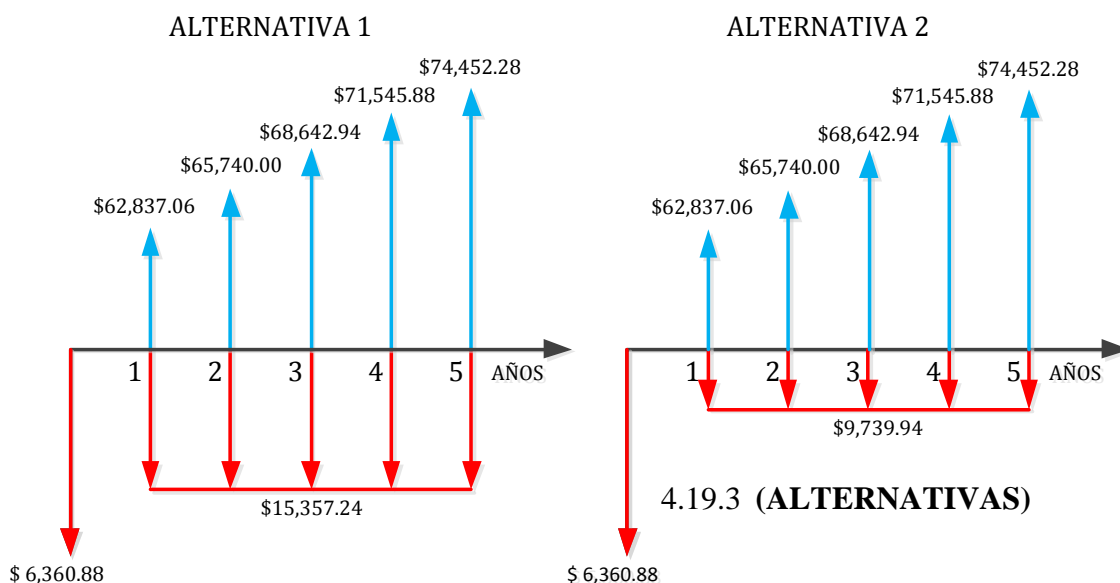 ALTERNATIVA 1
$74,452.28
$71,545.88
$68,642.94
$65,740.00
$62,837.06
1 2 3 4 5 AÑOS
$15,357.24
$ 6,360.88
ALTERNATIVA 2
$74,452.28
$71,545.88
$68,642.94
$65,740.00
$62,837.06
1 2 3 4 5 AÑOS
$9,739.94
4.19.3 (ALTERNATIVAS)
$ 6,360.88